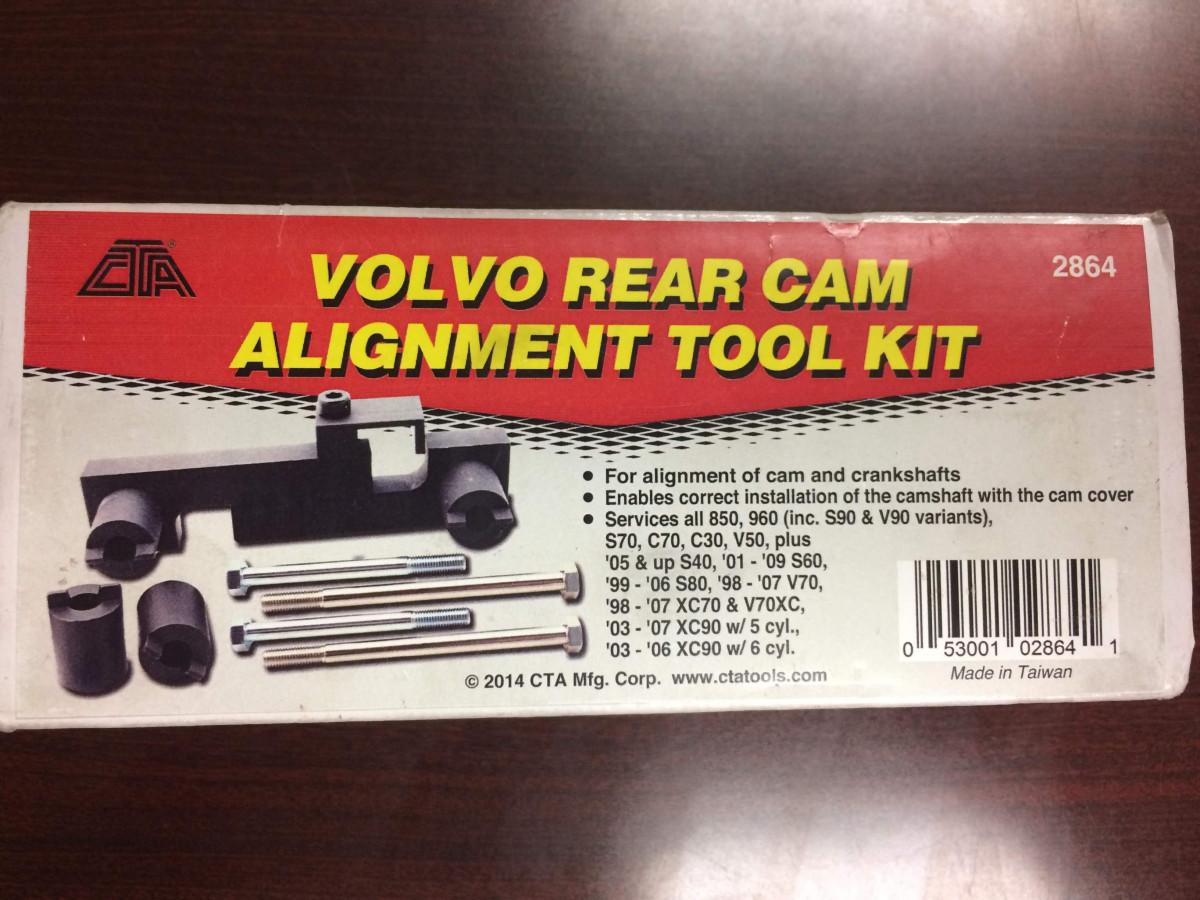 CTA®
VOLVO REAR CAM
ALIGNMENT TOOL KIT
2864
• For alignment of cam and crankshafts
• Enables correct installation of the camshaft with the cam cover
• Services all 850, 960 (inc. S90 & V90 variants),
S70, C70, C30, V50, plus
'05 & up S40, '01 - '09 S60,
'99 - '06 S80, '98 - '07 V70,
'98 - '07 XC70 & V70XC,
'03 - '07 XC90 w/ 5 cyl.,
'03 - '06 XC90 w/ 6 cyl.
0 53001 02864 1
Made in Taiwan
© 2014 CTA Mfg. Corp. www.ctatools.com